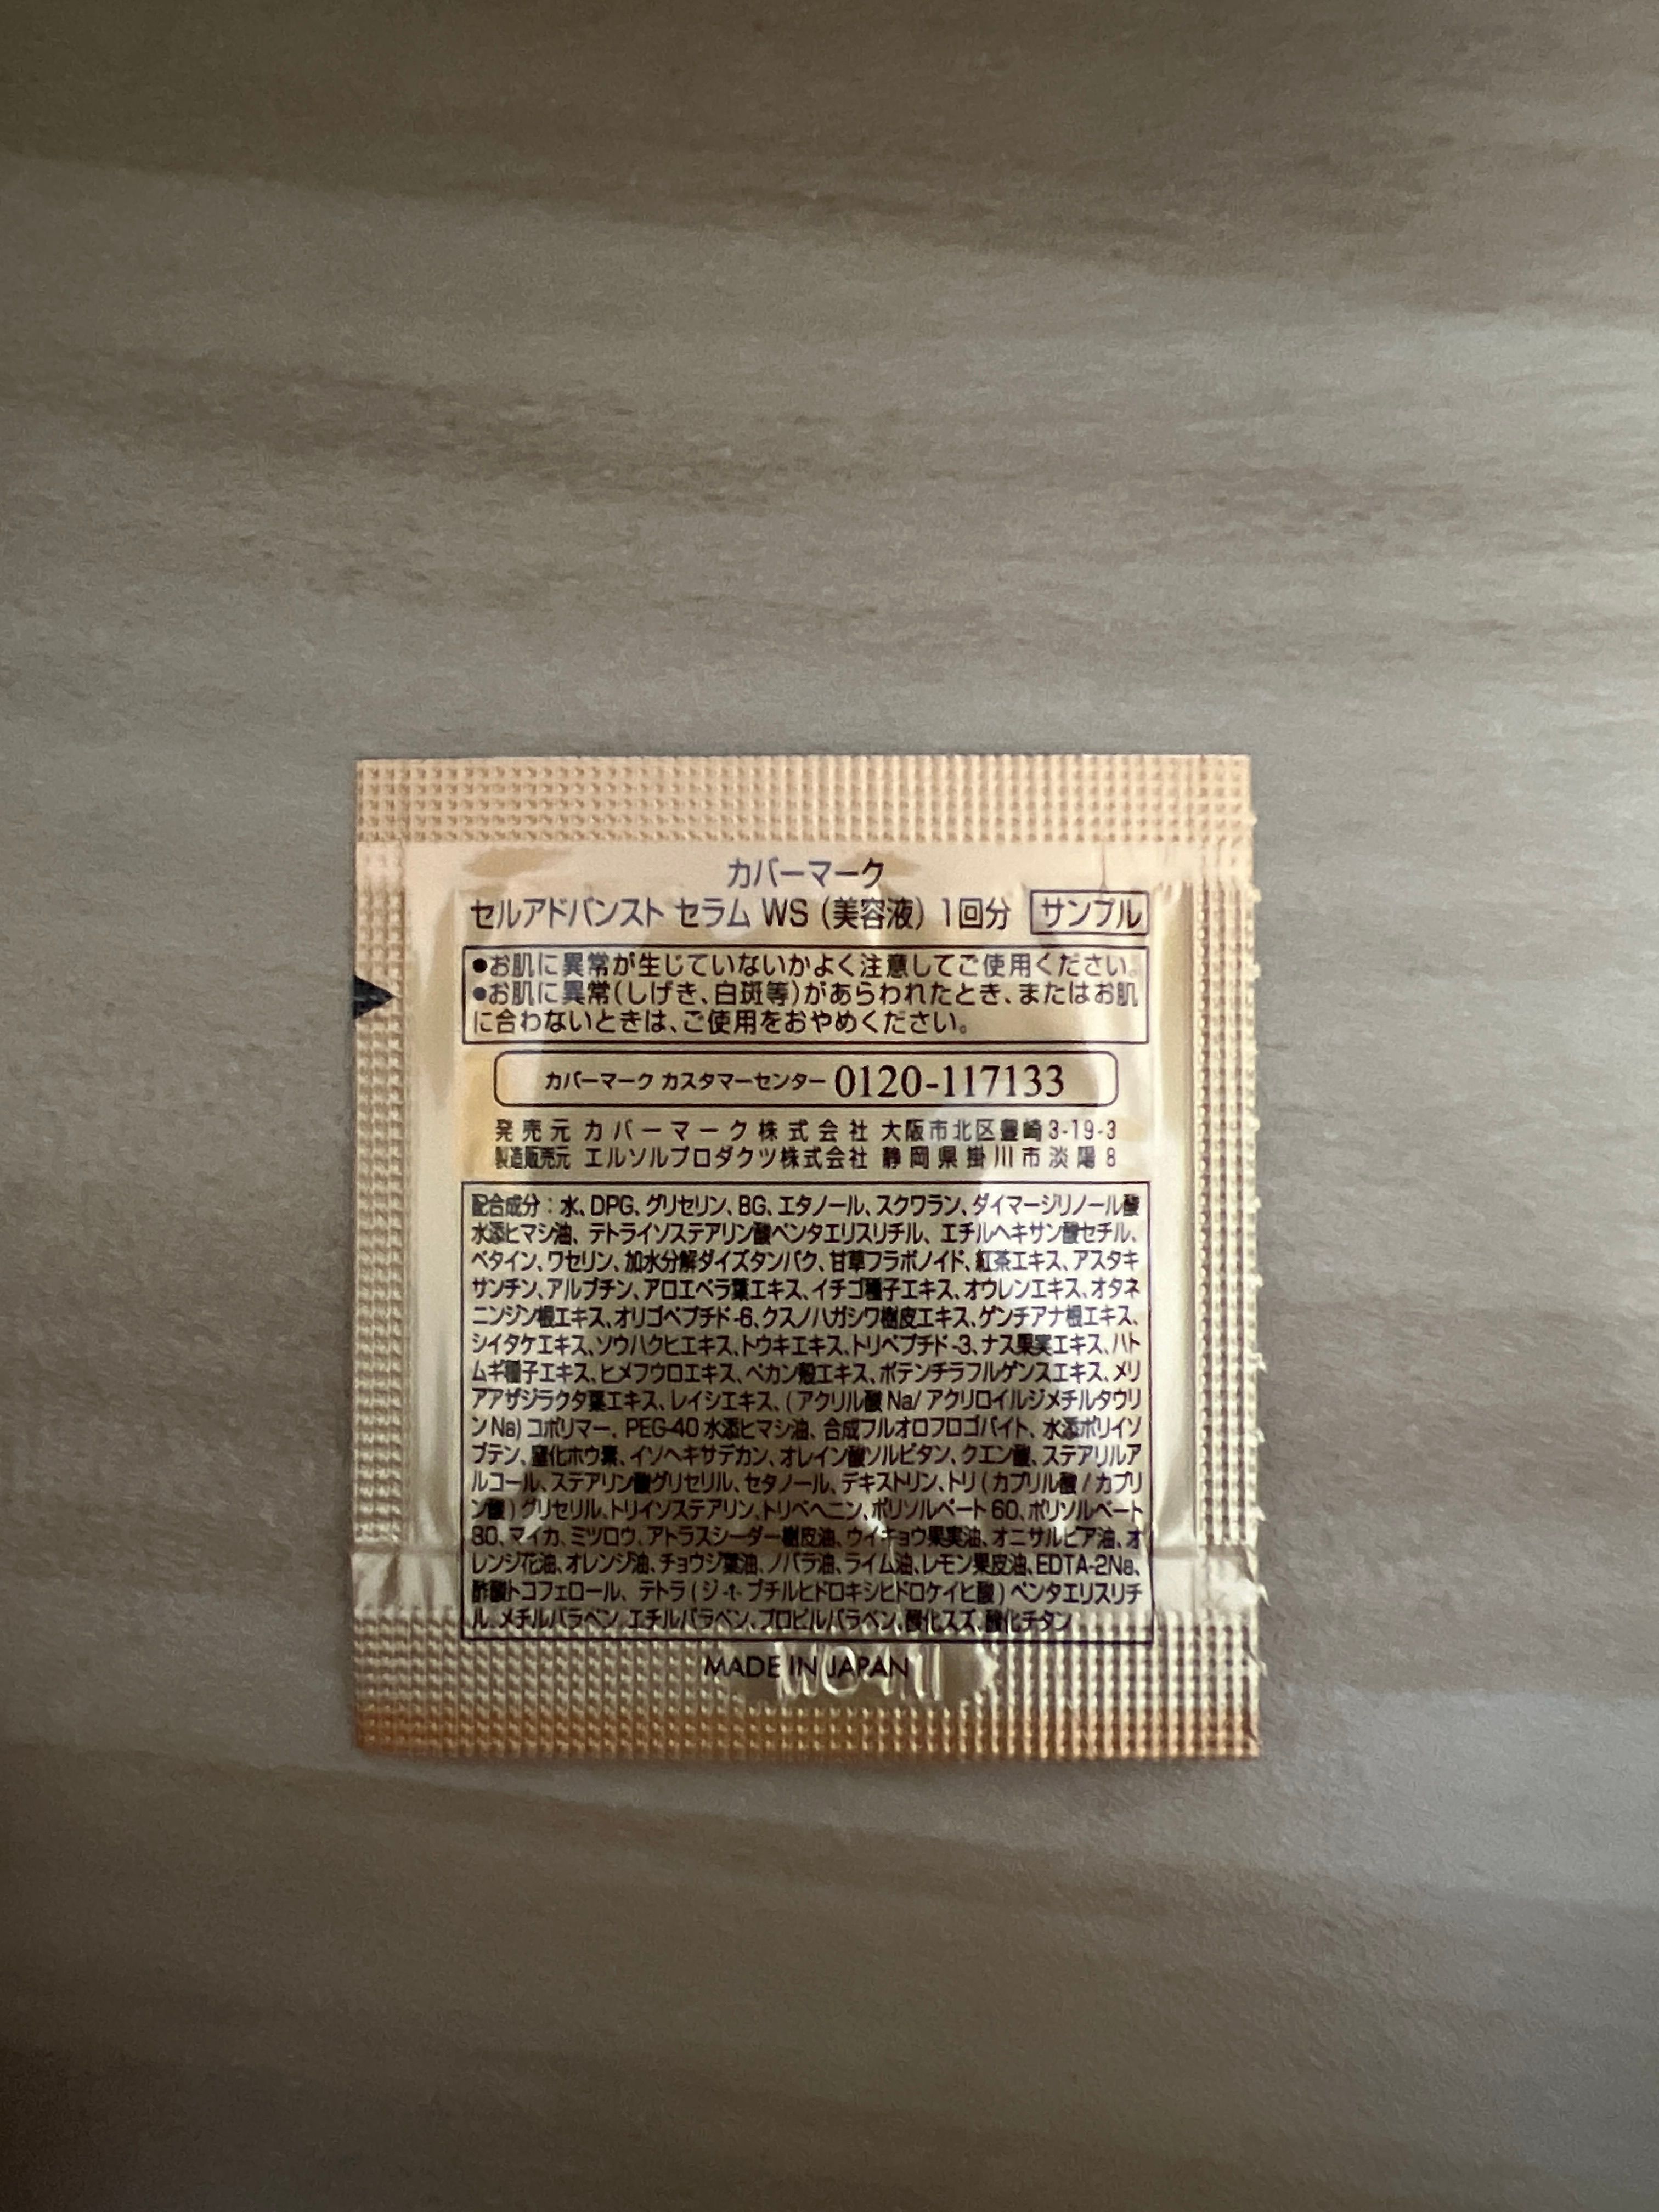 カバーマーク
セルアドバンスト セラム WS (美容液) 1回分 サンプル
●お肌に異常が生じていないかよく注意してご使用ください。
●お肌に異常(しげき、白斑等)があらわれたとき、またはお肌
に合わないときは、ご使用をおやめください。
カバーマーク カスタマーセンター 0120-117133
発売元 カバーマーク株式会社 大阪市北区豊崎3-19-3
製造販売元 エルソルプロダクツ株式会社 静岡県掛川市淡陽8
配合成分:水、DPG、グリセリン、BG、エタノール、スクワラン、ダイマージリノール酸
水添ヒマシ油、テトライソステアリン酸ペンタエリスリチル、エチルヘキサン酸セチル、
ベタイン、ワセリン、加水分解ダイズタンパク、甘草フラボノイド、紅茶エキス、アスタキ
サンチン、アルブチン、アロエベラ葉エキス、イチゴ種子エキス、オウレンエキス、オタネ
ニンジン根エキス、オリゴペプチド-6、クスノハガシワ樹皮エキス、ゲンチアナ根エキス、
シイタケエキス、ソウハクヒエキス、トウキエキス、トリペプチド-3、ナス果実エキス、ハト
ムギ種子エキス、ヒメフウロエキス、ペカン殻エキス、ポテンチラフルゲンスエキス、メリ
アアザジラクタ葉エキス、レイシエキス、(アクリル酸Na/アクリロイルジメチルタウリ
ンNa)コポリマー、PEG-40水添ヒマシ油、合成フルオロフロゴパイト、水添ポリイソ
ブテン、窒化ホウ素、イソヘキサデカン、オレイン酸ソルビタン、クエン酸、ステアリルア
ルコール、ステアリン酸グリセリル、セタノール、デキストリン、トリ(カプリル酸/カプリ
ン酸)グリセリル、トリイソステアリン、トリベヘニン、ポリソルベート60、ポリソルベート
80、マイカ、ミツロウ、アトラスシーダー樹皮油、ウイキョウ果実油、オニサルビア油、オ
レンジ花油、オレンジ油、チョウジ葉油、ノバラ油、ライム油、レモン果皮油、EDTA-2Na、
酢酸トコフェロール、テトラ(ジ-t-ブチルヒドロキシヒドロケイヒ酸)ペンタエリスリチ
ル、メチルパラベン、エチルパラベン、プロピルパラベン、酸化スズ、酸化チタン
MADE IN JAPAN